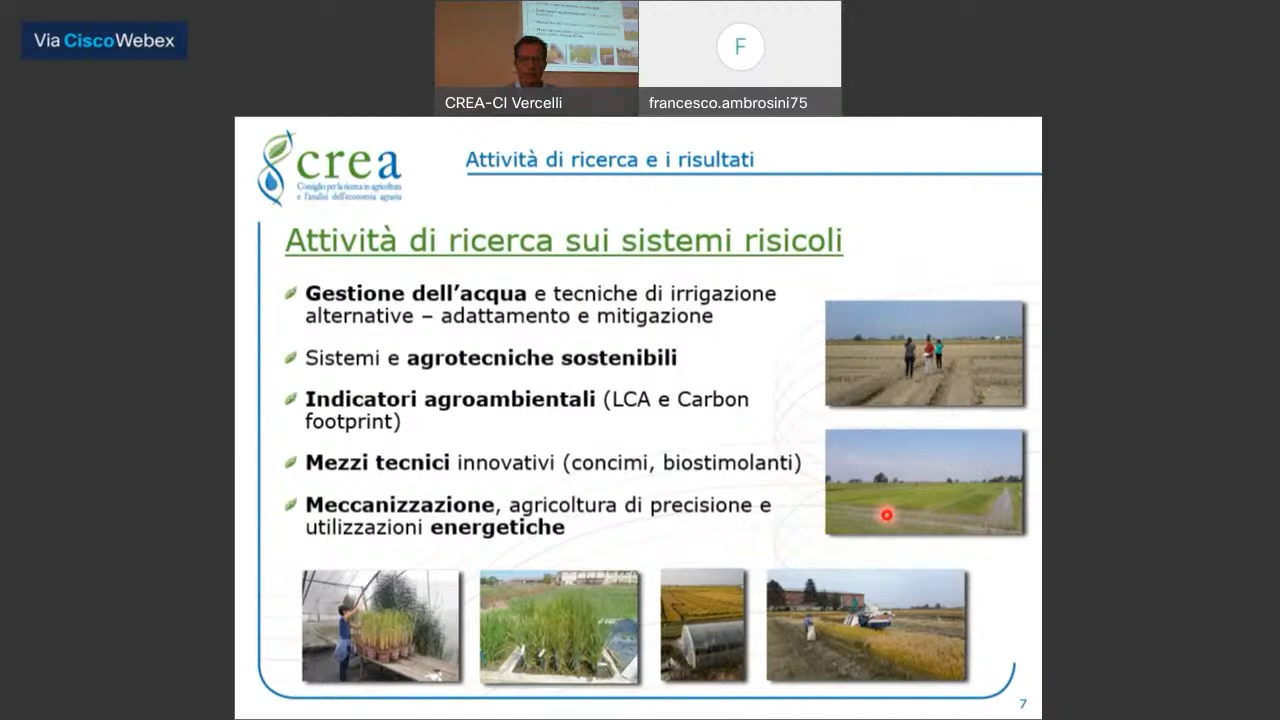 Via Cisco Webex
CREA-CI Vercelli
F
francesco.ambrosini75
crea
Consiglio per la ricerca in agricoltura
e l'analisi dell'economia agraria
Attività di ricerca e i risultati
Attività di ricerca sui sistemi risicoli
Gestione dell’acqua e tecniche di irrigazione
alternative – adattamento e mitigazione
Sistemi e agrotecniche sostenibili
Indicatori agroambientali (LCA e Carbon
footprint)
Mezzi tecnici innovativi (concimi, biostimolanti)
Meccanizzazione, agricoltura di precisione e
utilizzazioni energetiche
7